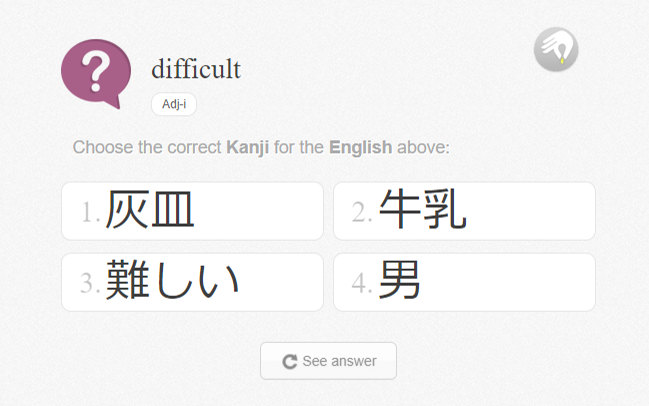 difficult
Adj-i
Choose the correct Kanji for the English above:
1. 灰皿
2. 牛乳
3. 難しい
4. 男
See answer